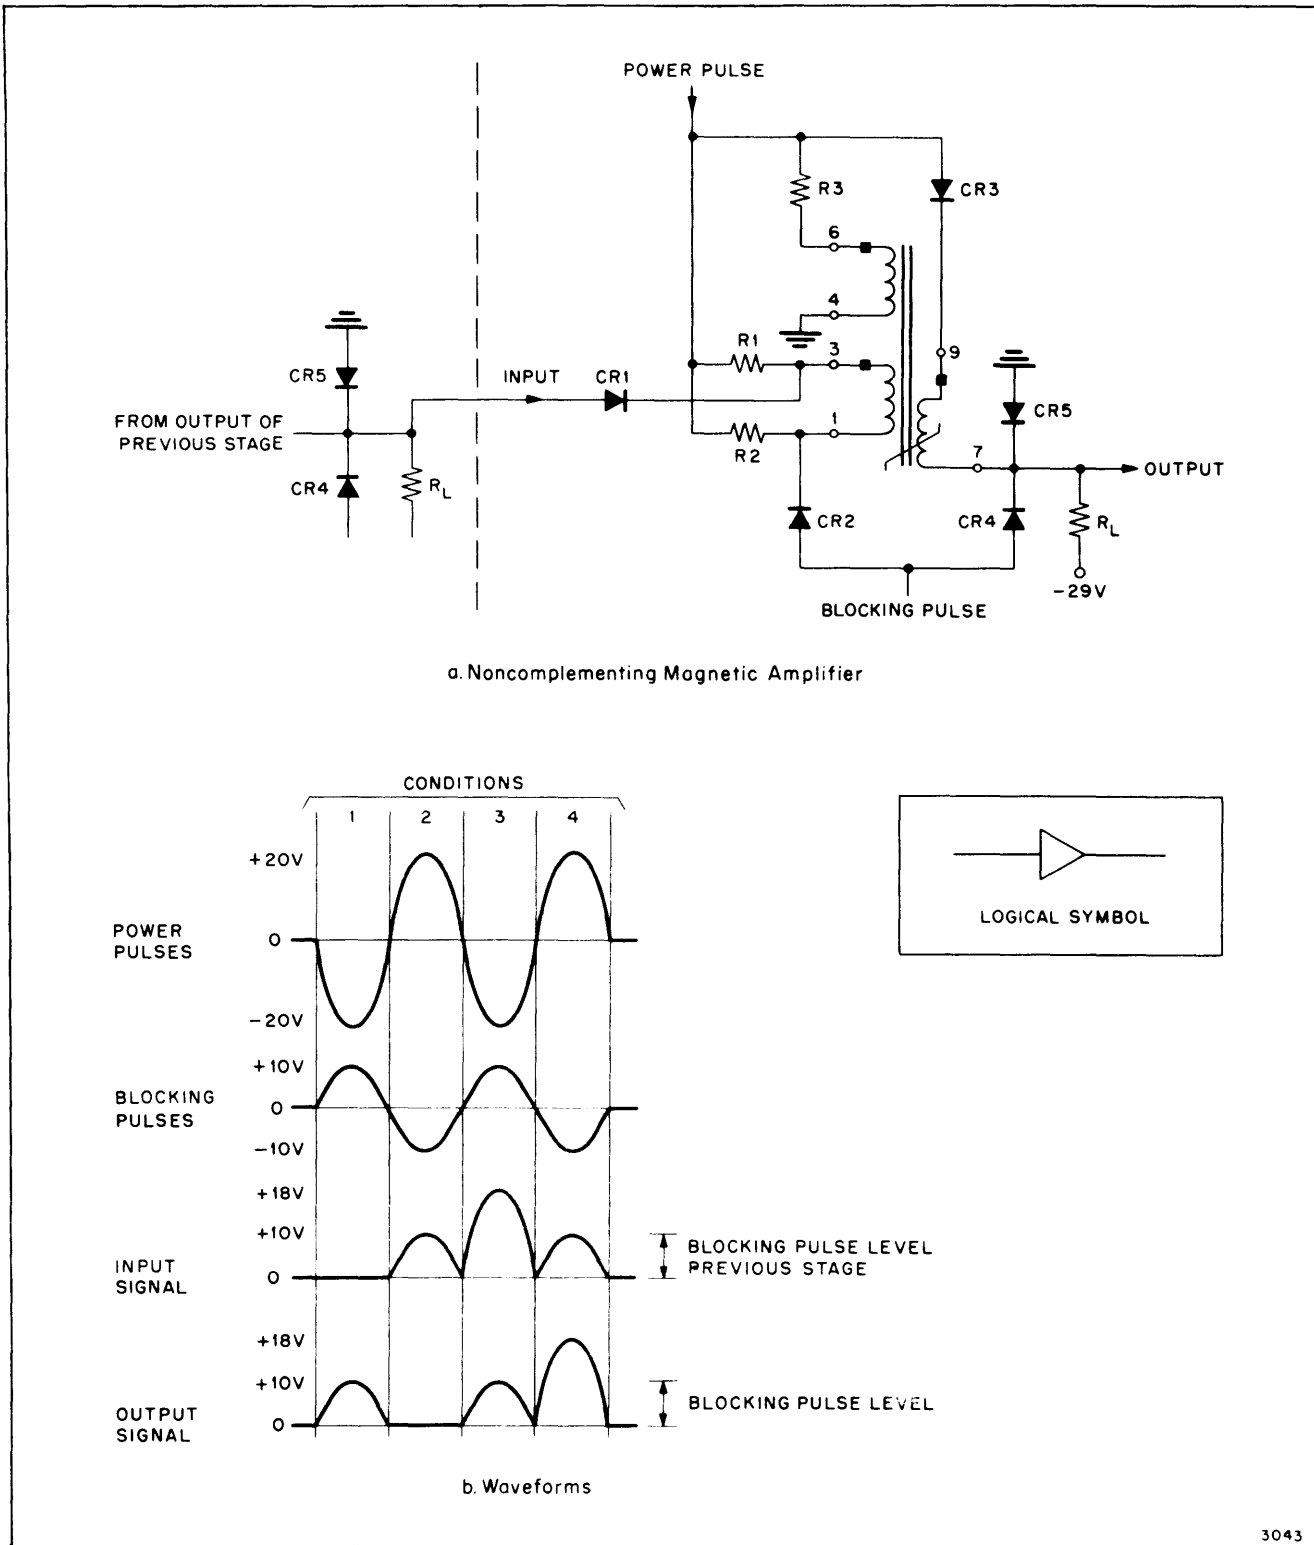 POWER PULSE
R3
CR3
6
4
R1
3
9
CR5
INPUT
CR1
CR5
FROM OUTPUT OF
PREVIOUS STAGE
1
R2
7
OUTPUT
CR4
RL
CR2
CR4
RL
-29V
BLOCKING PULSE
a. Noncomplementing Magnetic Amplifier
CONDITIONS
1 2 3 4
+20V
POWER
PULSES
0
-20V
+10V
BLOCKING
PULSES
0
-10V
+18V
+10V
INPUT
SIGNAL
0
BLOCKING PULSE LEVEL
PREVIOUS STAGE
+18V
+10V
OUTPUT
SIGNAL
0
BLOCKING PULSE LEVEL
LOGICAL SYMBOL
b. Waveforms
3043